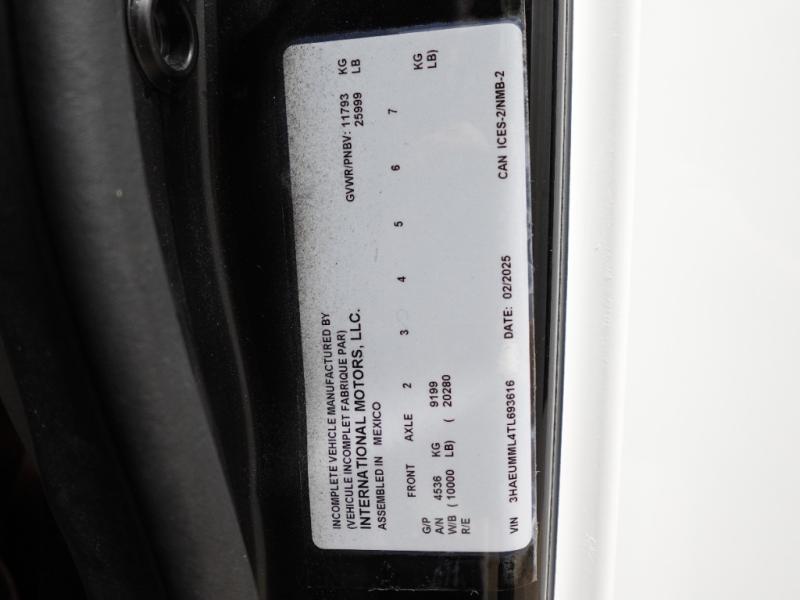 INCOMPLETE VEHICLE MANUFACTURED BY
(VEHICULE INCOMPLET FABRIQUE PAR)
INTERNATIONAL MOTORS, LLC.
ASSEMBLED IN MEXICO
GVWR/PNBV: 11793 KG
25999 LB
FRONT AXLE 2 3 4 5 6 7
G/P
A/N 4536 KG 9199 KG
W/B ( 10000 LB) ( 20280 LB)
R/E
VIN 3HAEUMML4TL693616 DATE: 02/2025 CAN ICES-2/NMB-2